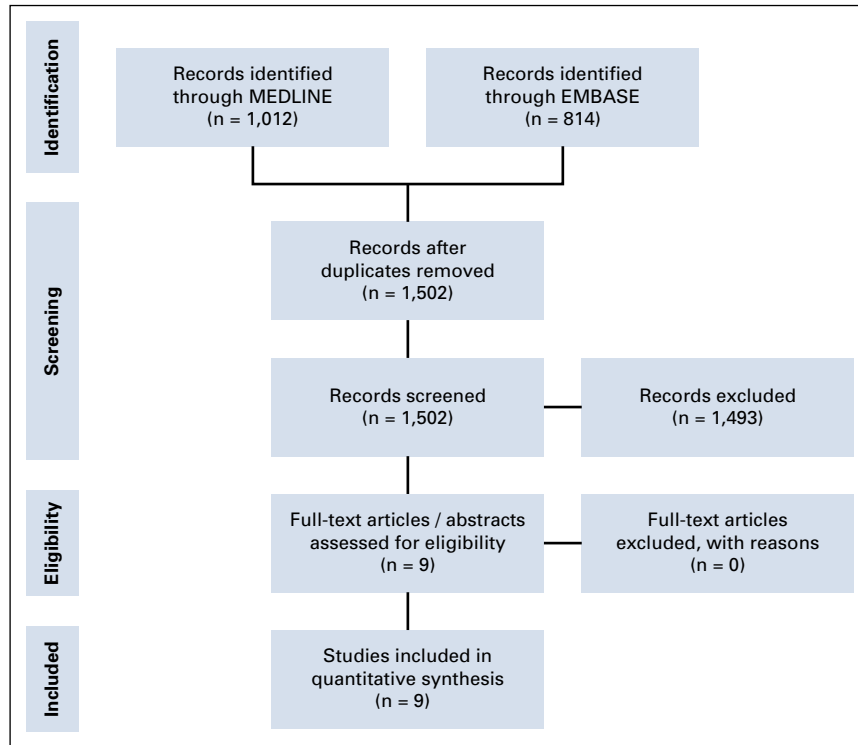 Identification
Records identified
through MEDLINE
(n = 1,012)
Records identified
through EMBASE
(n = 814)
Screening
Records after
duplicates removed
(n = 1,502)
Records screened
(n = 1,502)
Records excluded
(n = 1,493)
Eligibility
Full-text articles / abstracts
assessed for eligibility
(n = 9)
Full-text articles
excluded, with reasons
(n = 0)
Included
Studies included in
quantitative synthesis
(n = 9)